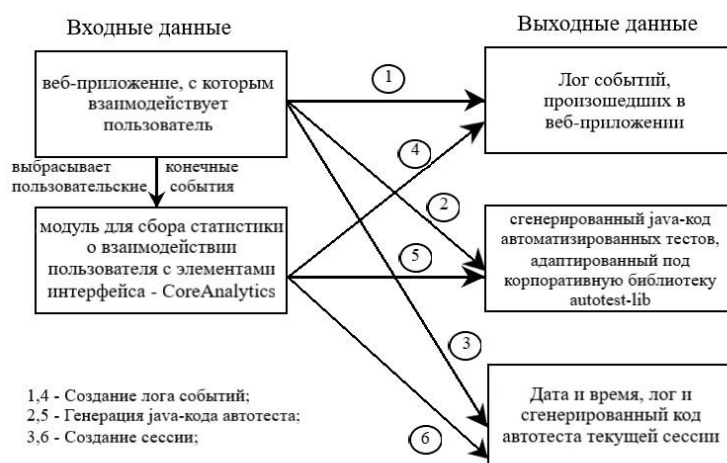 Входные данные
Выходные данные
веб-приложение, с которым
взаимодействует
пользователь
1
Лог событий,
произошедших в
веб-приложении
4
выбрасывает конечные
пользовательские события
2
модуль для сбора статистики
о взаимодействии
пользователя с элементами
интерфейса - CoreAnalytics
5
сгенерированный java-код
автоматизированных тестов,
адаптированный под
корпоративную библиотеку
autotest-lib
3
1,4 - Создание лога событий;
2,5 - Генерация java-кода автотеста;
3,6 - Создание сессии;
6
Дата и время, лог и
сгенерированный код
автотеста текущей сессии